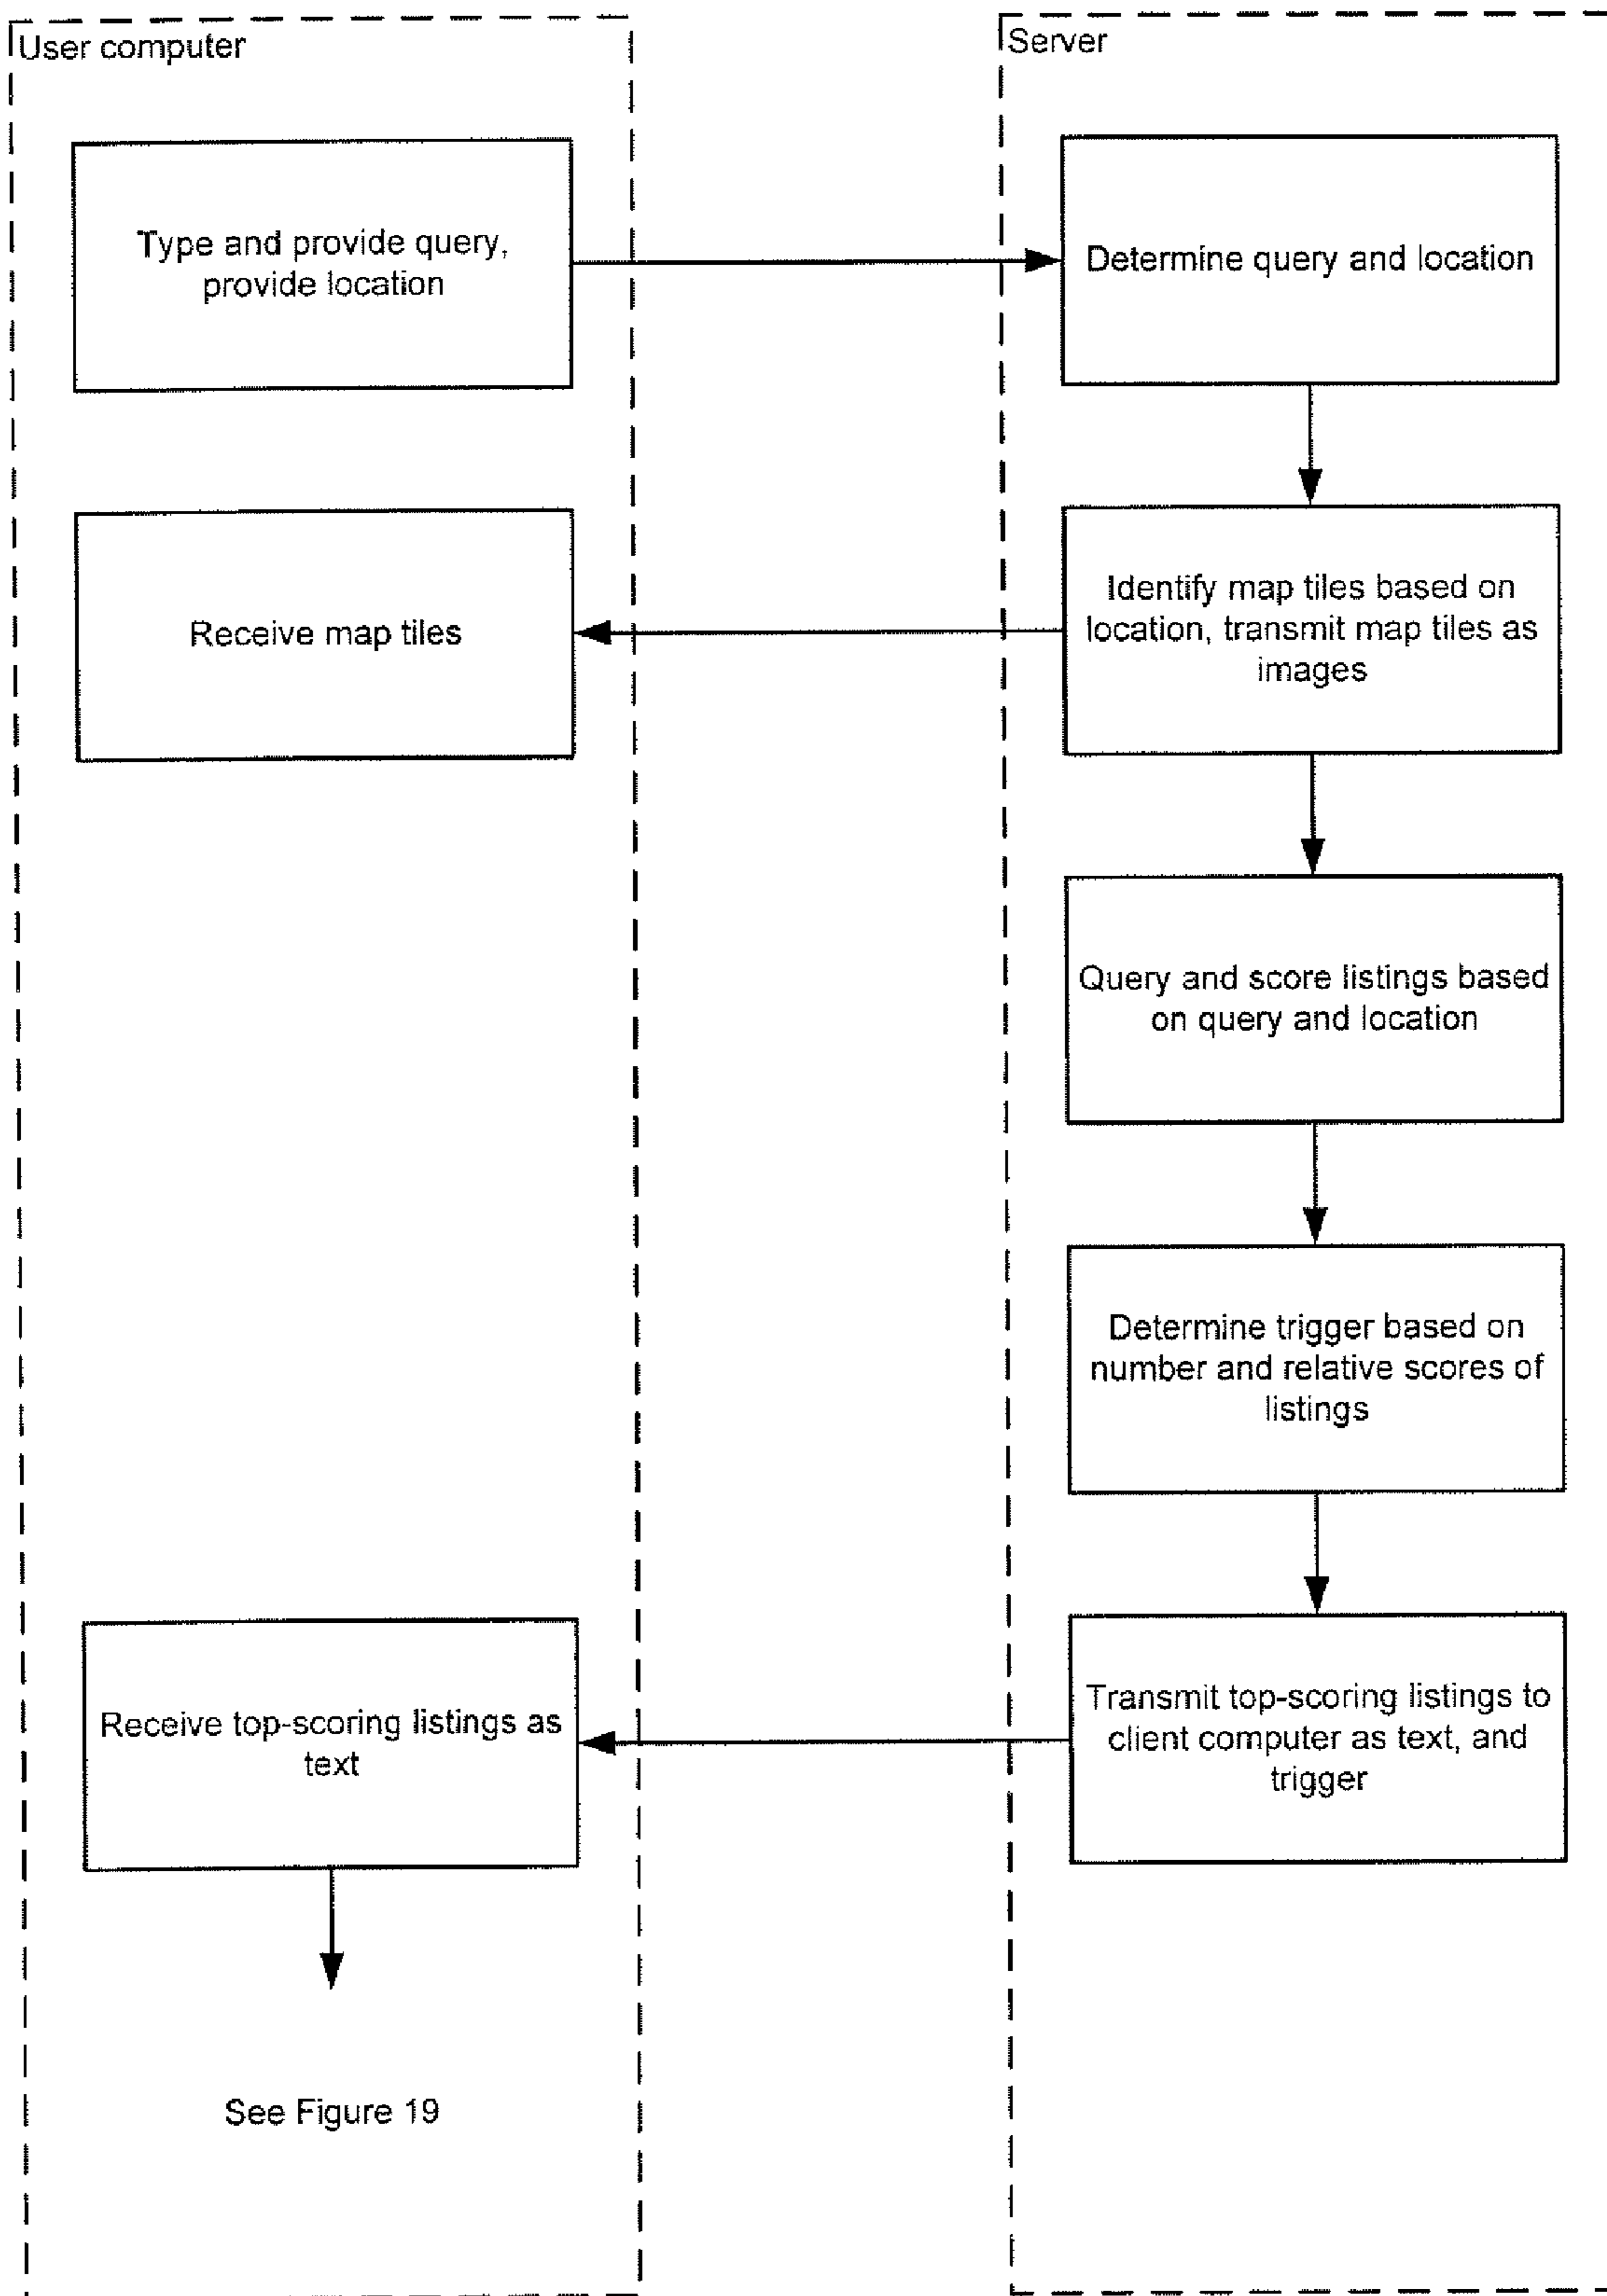 User computer
Server
Type and provide query,
provide location
Determine query and location
Receive map tiles
Identify map tiles based on
location, transmit map tiles as
images
Query and score listings based
on query and location
Determine trigger based on
number and relative scores of
listings
Receive top-scoring listings as
text
Transmit top-scoring listings to
client computer as text, and
trigger
See Figure 19